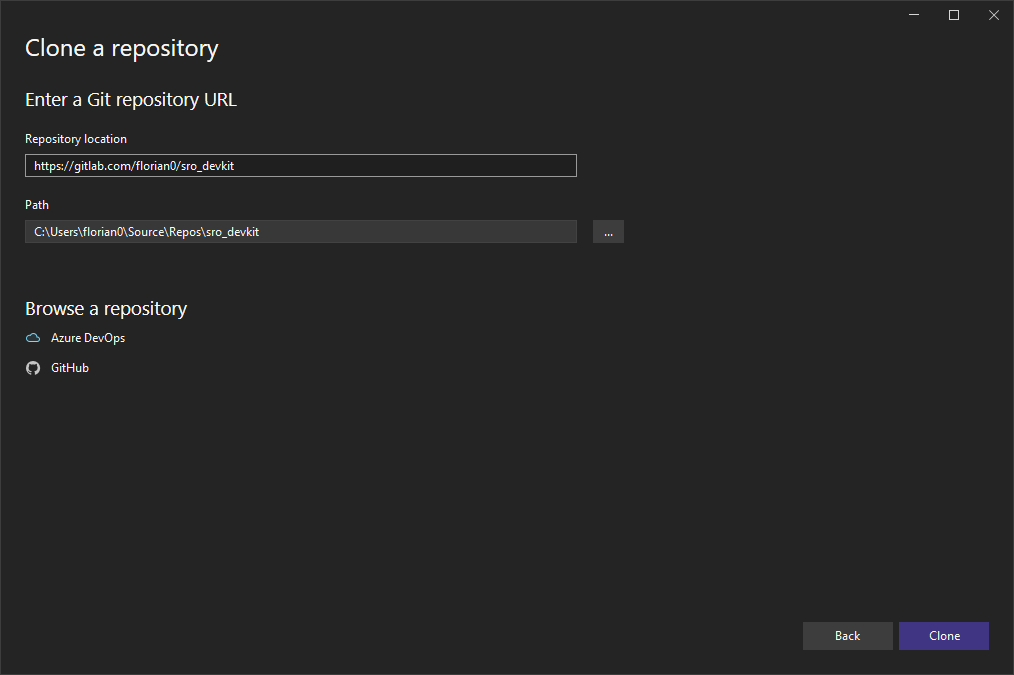 Clone a repository
Enter a Git repository URL
Repository location
https://gitlab.com/florian0/sro_devkit
Path
C:\Users\florian0\Source\Repos\sro_devkit
...
Browse a repository
Azure DevOps
GitHub
Back
Clone